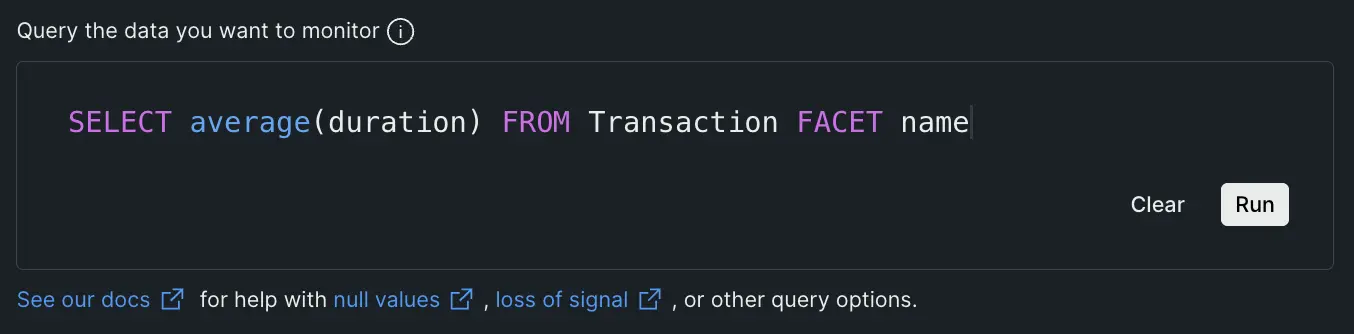 Query the data you want to monitor
SELECT average(duration) FROM Transaction FACET name
Clear Run
See our docs for help with null values , loss of signal , or other query options.